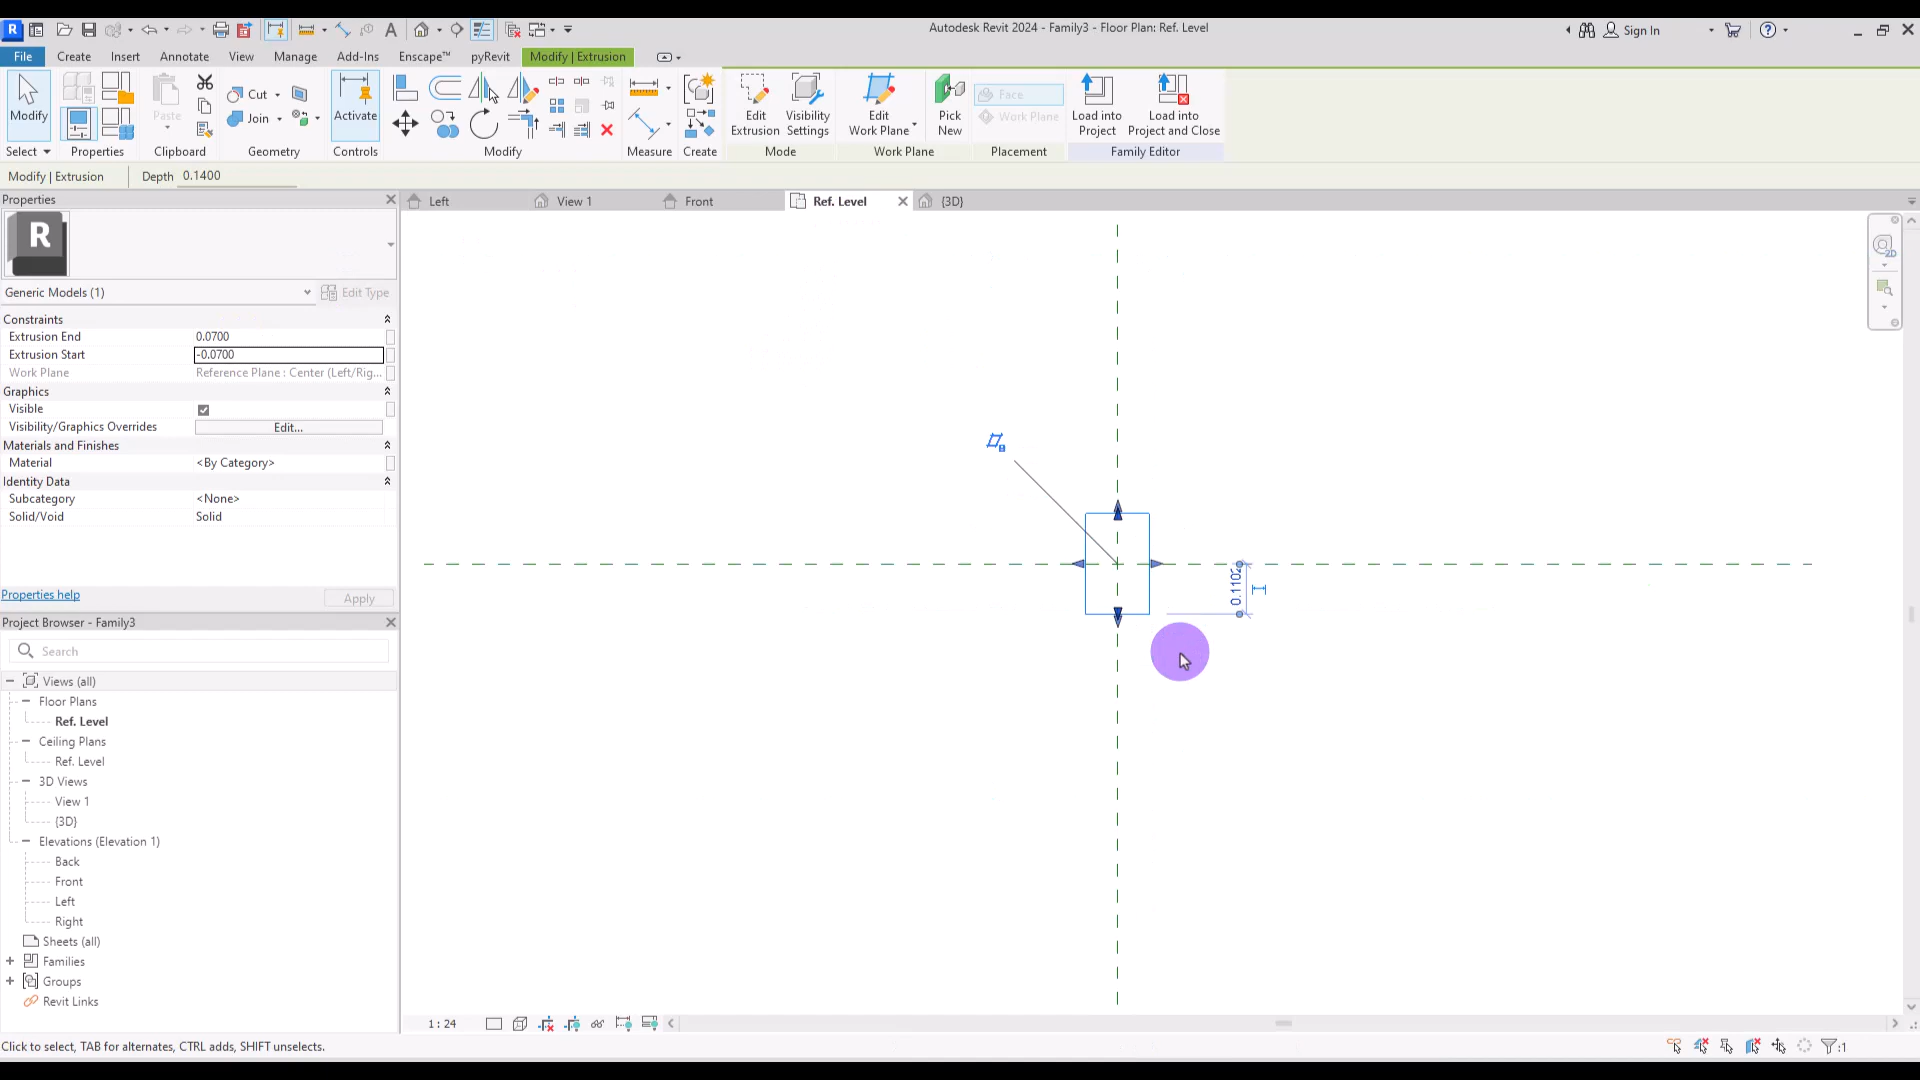 Autodesk Revit 2024 - Family3 - Floor Plan: Ref. Level
Sign In
File Create Insert Annotate View Manage Add-Ins Enscape™ pyRevit Modify | Extrusion
Modify
Paste
Cut
Join
Activate
Edit Extrusion
Visibility Settings
Edit Work Plane
Pick New
Face
Work Plane
Load into Project
Load into Project and Close
Select Properties Clipboard Geometry Controls Modify Measure Create Mode Work Plane Placement Family Editor
Modify | Extrusion Depth 0.1400
Properties
Left View 1 Front Ref. Level {3D}
R
Generic Models (1) Edit Type
Constraints
Extrusion End 0.0700
Extrusion Start -0.0700
Work Plane Reference Plane : Center (Left/Rig...
Graphics
Visible
Visibility/Graphics Overrides Edit...
Materials and Finishes
Material <By Category>
Identity Data
Subcategory <None>
Solid/Void Solid
Properties help Apply
0.1102
Project Browser - Family3
Search
Views (all)
Floor Plans
Ref. Level
Ceiling Plans
Ref. Level
3D Views
View 1
{3D}
Elevations (Elevation 1)
Back
Front
Left
Right
Sheets (all)
Families
Groups
Revit Links
1 : 24
Click to select, TAB for alternates, CTRL adds, SHIFT unselects.
:1